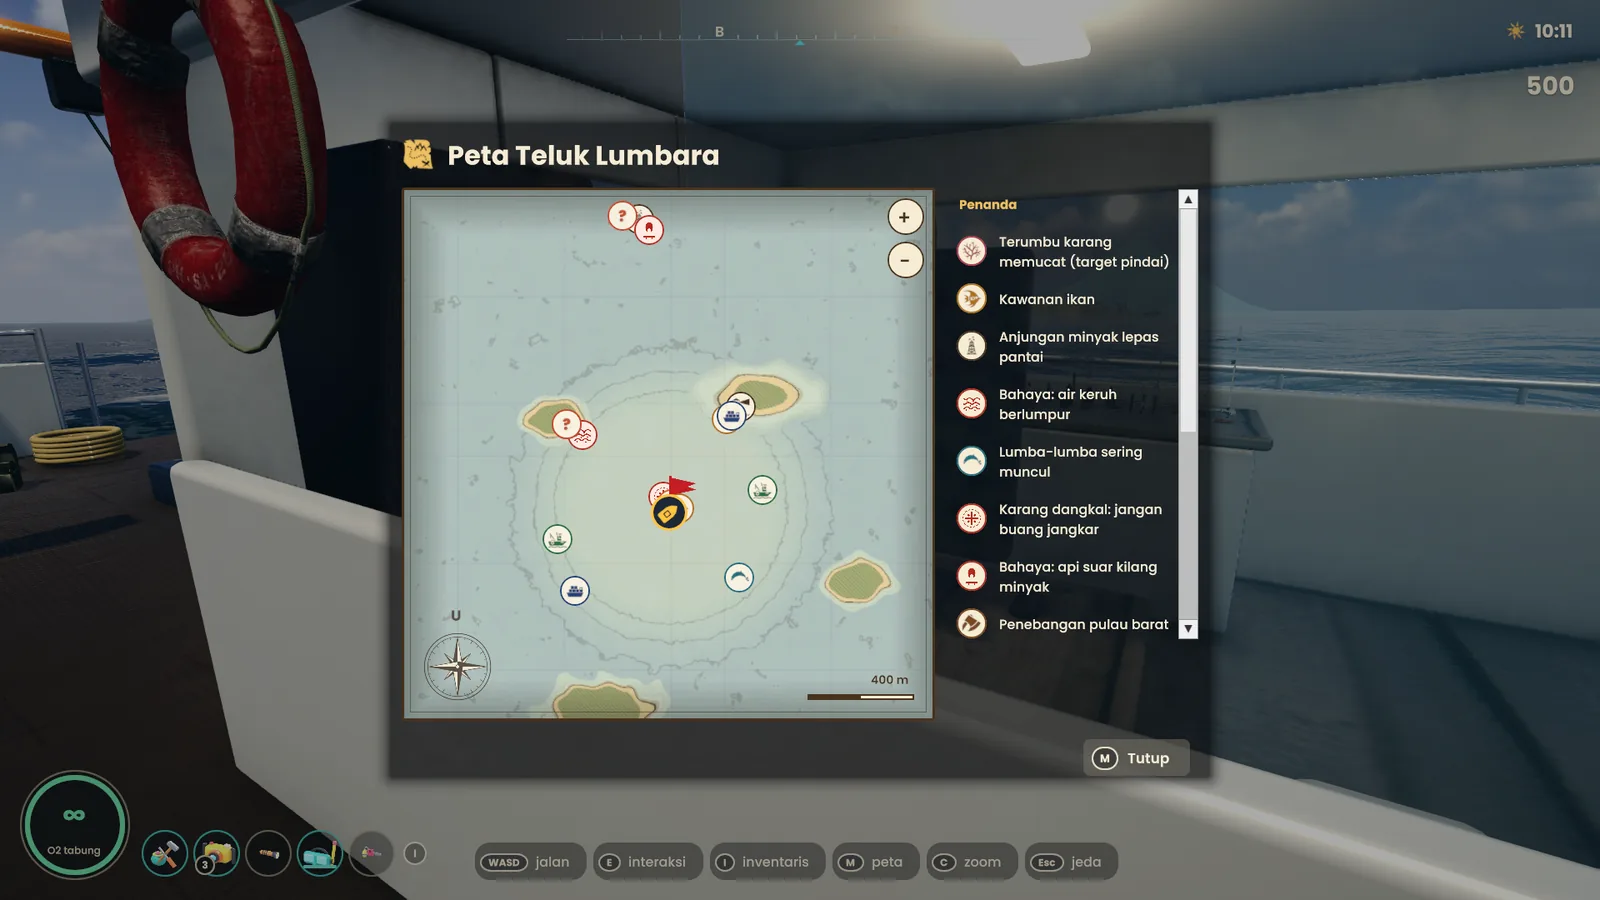 B
10:11
500
Peta Teluk Lumbara
?
+
−
?
U
400 m
Penanda
Terumbu karang
memucat (target pindai)
Kawanan ikan
Anjungan minyak lepas
pantai
Bahaya: air keruh
berlumpur
Lumba-lumba sering
muncul
Karang dangkal: jangan
buang jangkar
Bahaya: api suar kilang
minyak
Penebangan pulau barat
M Tutup
∞
O2 tabung
3
I
WASD jalan
E interaksi
I inventaris
M peta
C zoom
Esc jeda